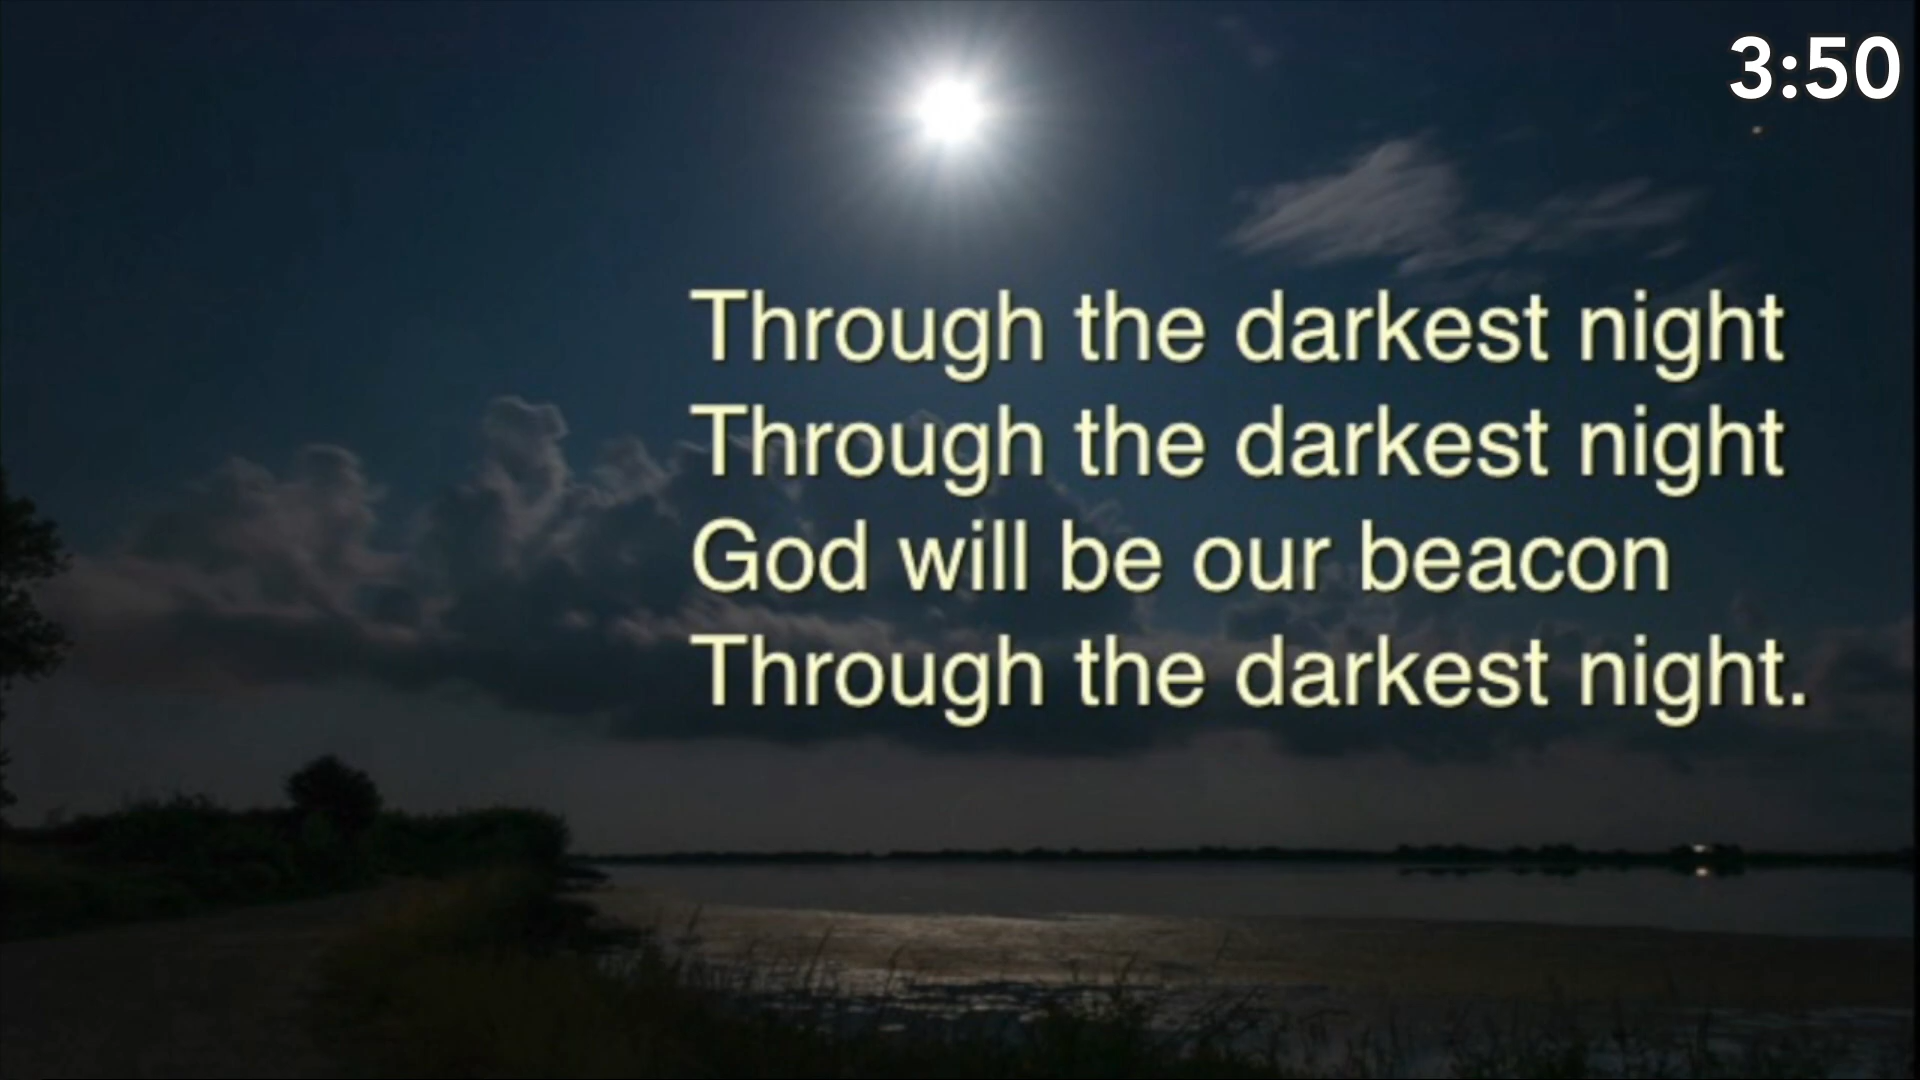 3:50
Through the darkest night
Through the darkest night
God will be our beacon
Through the darkest night.